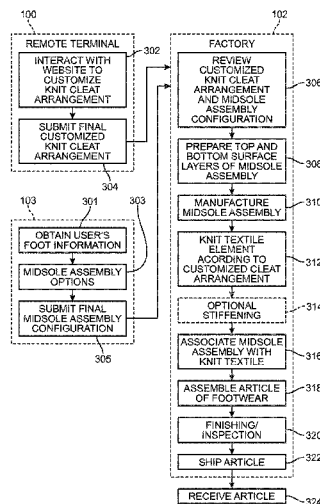 100
REMOTE TERMINAL
302
INTERACT WITH
WEBSITE TO
CUSTOMIZE
KNIT CLEAT
ARRANGEMENT
SUBMIT FINAL
CUSTOMIZED
KNIT CLEAT
ARRANGEMENT
304
103
301
303
OBTAIN USER'S
FOOT INFORMATION
MIDSOLE ASSEMBLY
OPTIONS
SUBMIT FINAL
MIDSOLE ASSEMBLY
CONFIGURATION
305
102
FACTORY
REVIEW
CUSTOMIZED
KNIT CLEAT
ARRANGEMENT
AND MIDSOLE
ASSEMBLY
CONFIGURATION
306
PREPARE TOP AND
BOTTOM SURFACE
LAYERS OF MIDSOLE
ASSEMBLY
308
MANUFACTURE
MIDSOLE ASSEMBLY
310
KNIT TEXTILE
ELEMENT
ACORDING TO
CUSTOMIZED CLEAT
ARRANGEMENT
312
OPTIONAL
STIFFENING
314
ASSOCIATE MIDSOLE
ASSEMBLY WITH
KNIT TEXTILE
316
ASSEMBLE ARTICLE
OF FOOTWEAR
318
FINISHING/
INSPECTION
320
SHIP ARTICLE
322
RECEIVE ARTICLE
324